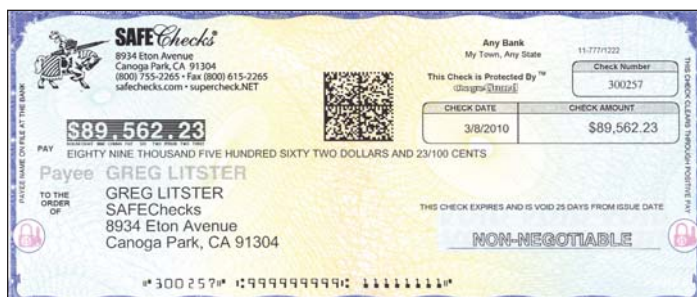 SAFEChecks®
8934 Eton Avenue
Canoga Park, CA 91304
(800) 755-2265 • Fax (800) 615-2265
safechecks.com • supercheck.NET
Any Bank
My Town, Any State
11-777/1222
This Check is Protected By ™
Check Number
300257
CHECK DATE
CHECK AMOUNT
3/8/2010
$89,562.23
$89,562.23
PAY
EIGHTY NINE THOUSAND FIVE HUNDRED SIXTY TWO DOLLARS AND 23/100 CENTS
Payee GREG LITSTER
TO THE
ORDER
OF
GREG LITSTER
SAFEChecks
8934 Eton Avenue
Canoga Park, CA 91304
THIS CHECK EXPIRES AND IS VOID 25 DAYS FROM ISSUE DATE
NON-NEGOTIABLE
⑈300257⑈ ⑆999999999⑆ 11111111⑈
PAYEE NAME ON FILE AT THE BANK
THIS CHECK CLEARS THROUGH POSITIVE PAY